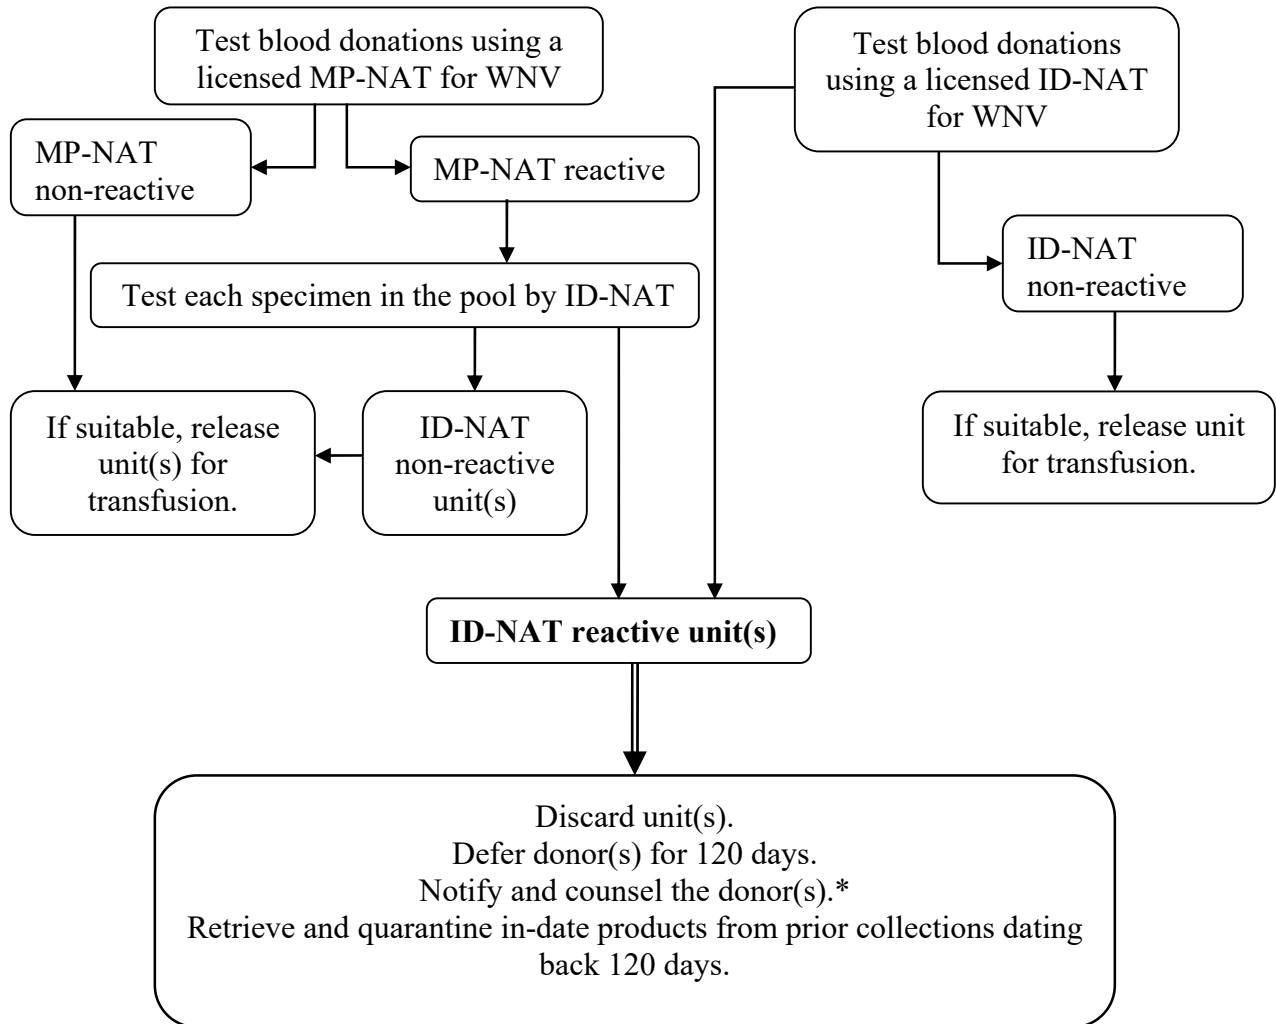 Test blood donations using a
licensed MP-NAT for WNV
Test blood donations
using a licensed ID-NAT
for WNV
MP-NAT
non-reactive
MP-NAT reactive
ID-NAT
non-reactive
Test each specimen in the pool by ID-NAT
If suitable, release
unit(s) for
transfusion.
ID-NAT
non-reactive
unit(s)
If suitable, release unit
for transfusion.
ID-NAT reactive unit(s)
Discard unit(s).
Defer donor(s) for 120 days.
Notify and counsel the donor(s).*
Retrieve and quarantine in-date products from prior collections dating
back 120 days.